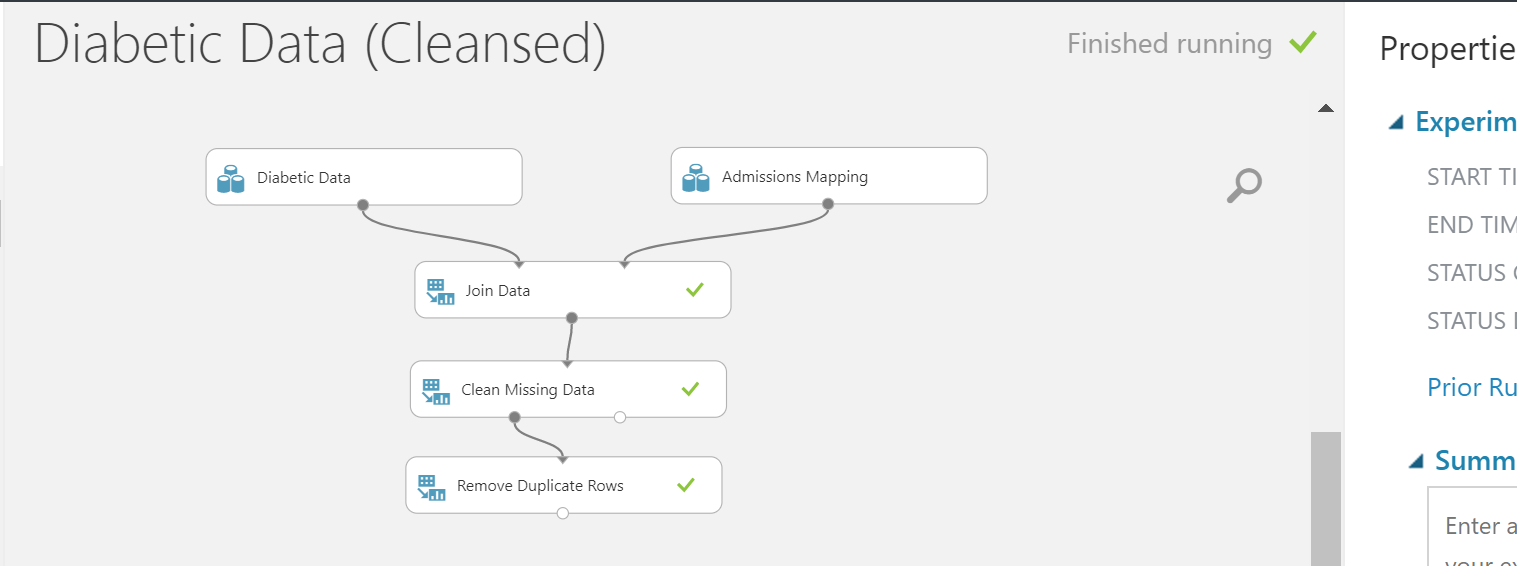 Diabetic Data (Cleansed)
Finished running
Diabetic Data
Admissions Mapping
Join Data
Clean Missing Data
Remove Duplicate Rows
Propertie
Experim
START TI
END TIM
STATUS
STATUS
Prior Ru
Summ
Enter a
your ex